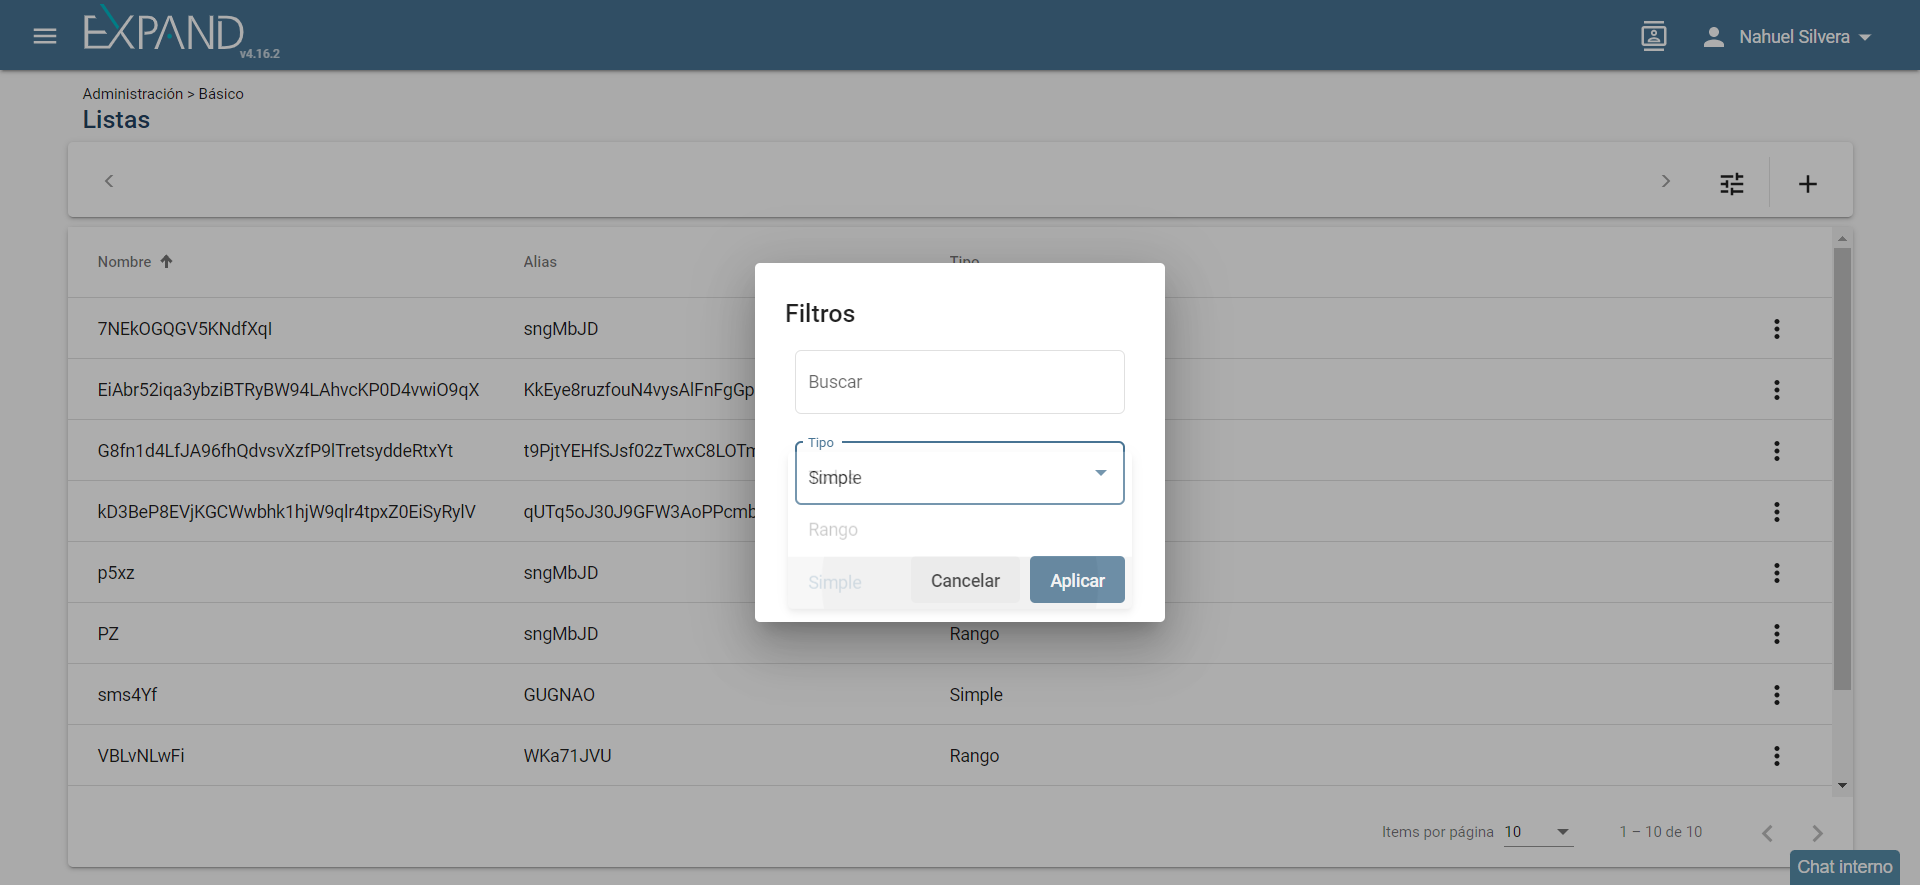 EXPAND
v4.16.2
Nahuel Silvera
Administración > Básico
Listas
Nombre Alias Tipo
7NEkOGQGV5KNdfXqI sngMbJD
EiAbr52iqa3ybziBTRyBW94LAhvcKP0D4vwiO9qX KkEye8ruzfouN4vysAlFnFgGp
G8fn1d4LfJA96fhQdvsvXzfP9lTretsyddeRtxYt t9PjtYEHfSJsf02zTwxC8LOTm
kD3BeP8EVjKGCWwbhk1hjW9qlr4tpxZ0EiSyRylV qUTq5oJ30J9GFW3AoPPcmb
p5xz sngMbJD
PZ sngMbJD Rango
sms4Yf GUGNAO Simple
VBLvNLwFi WKa71JVU Rango
Filtros
Buscar
Tipo
Simple
Rango
Simple
Cancelar Aplicar
Items por página 10 1 – 10 de 10
Chat interno